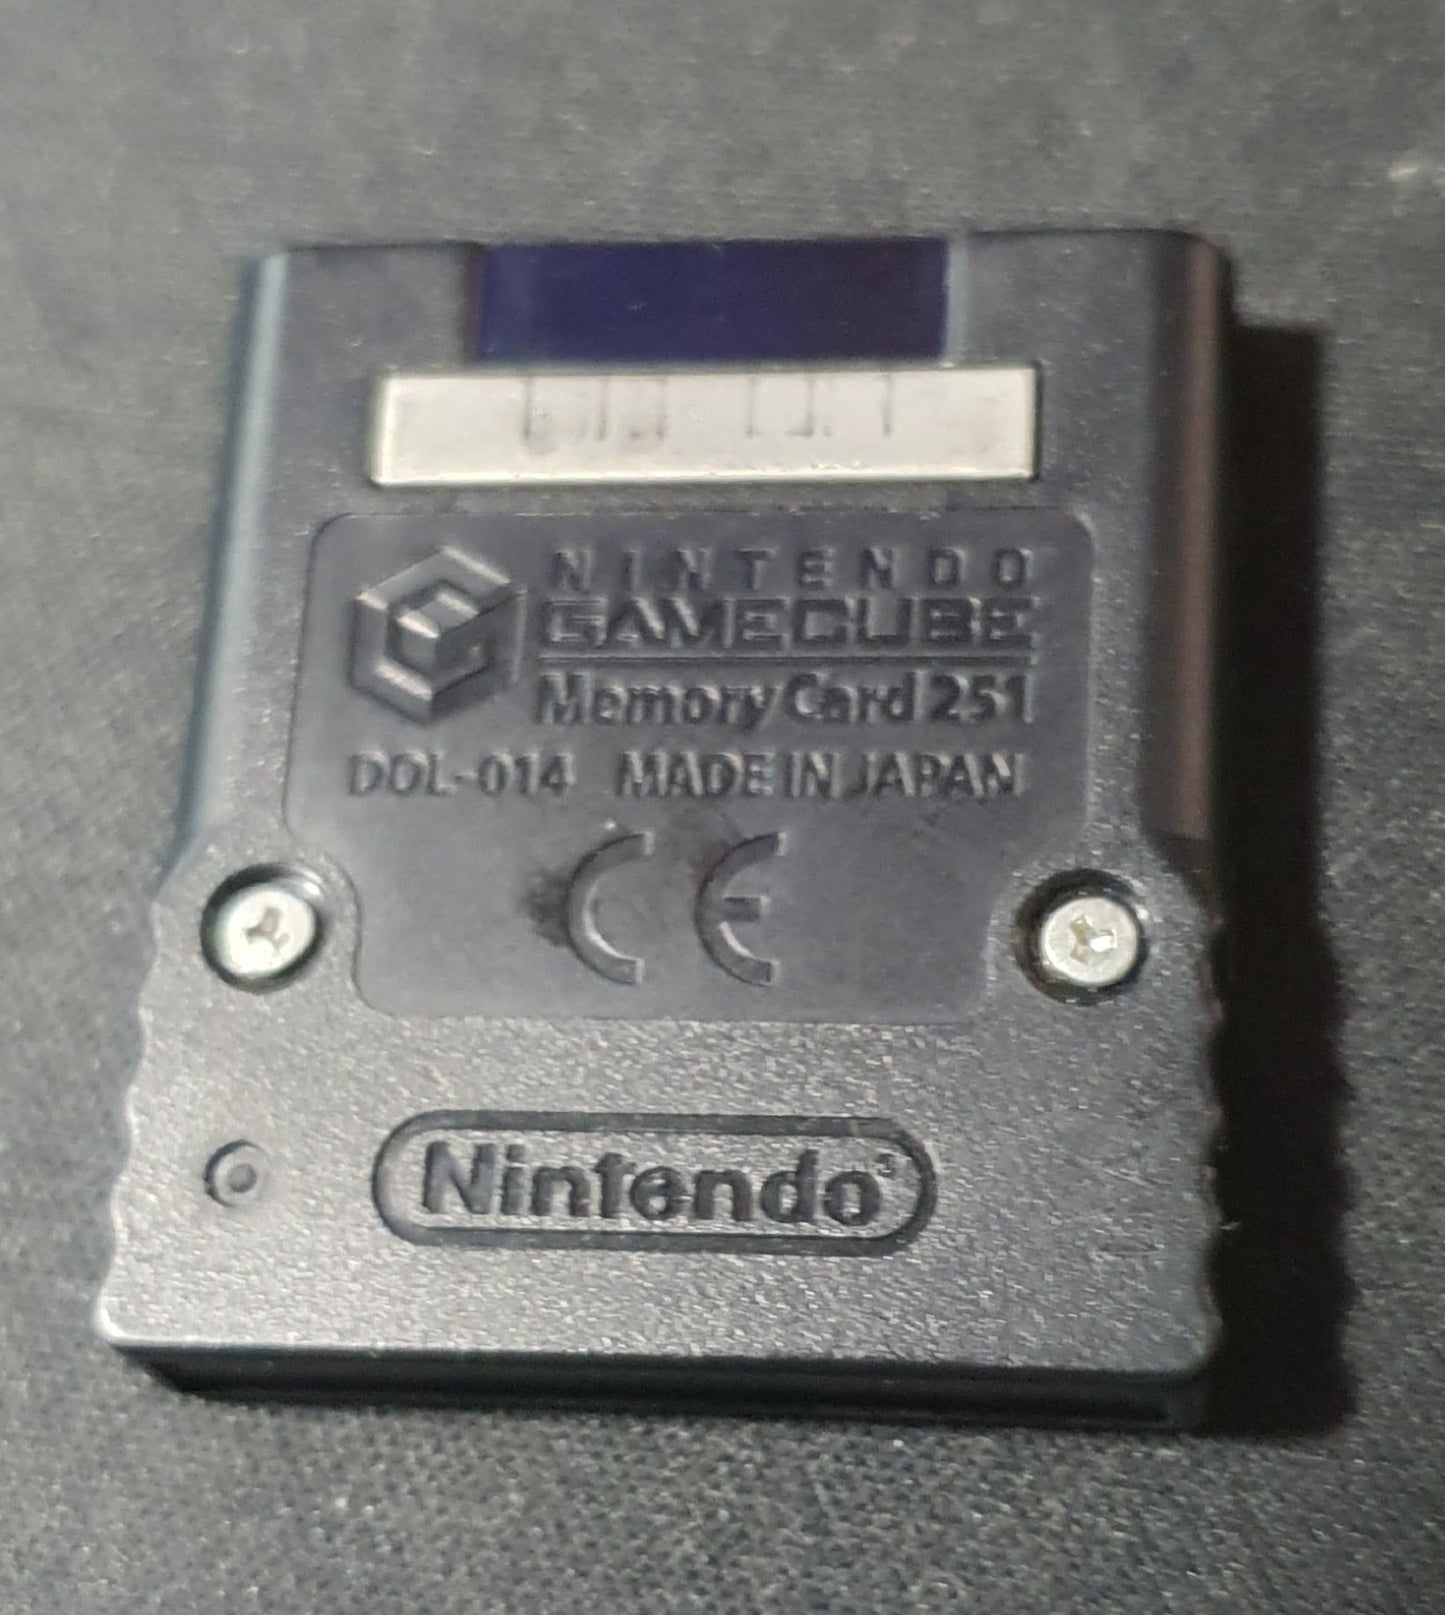 NINTENDO
GAMECUBE
Memory Card 251
DOL-014 MADE IN JAPAN
CE
Nintendo